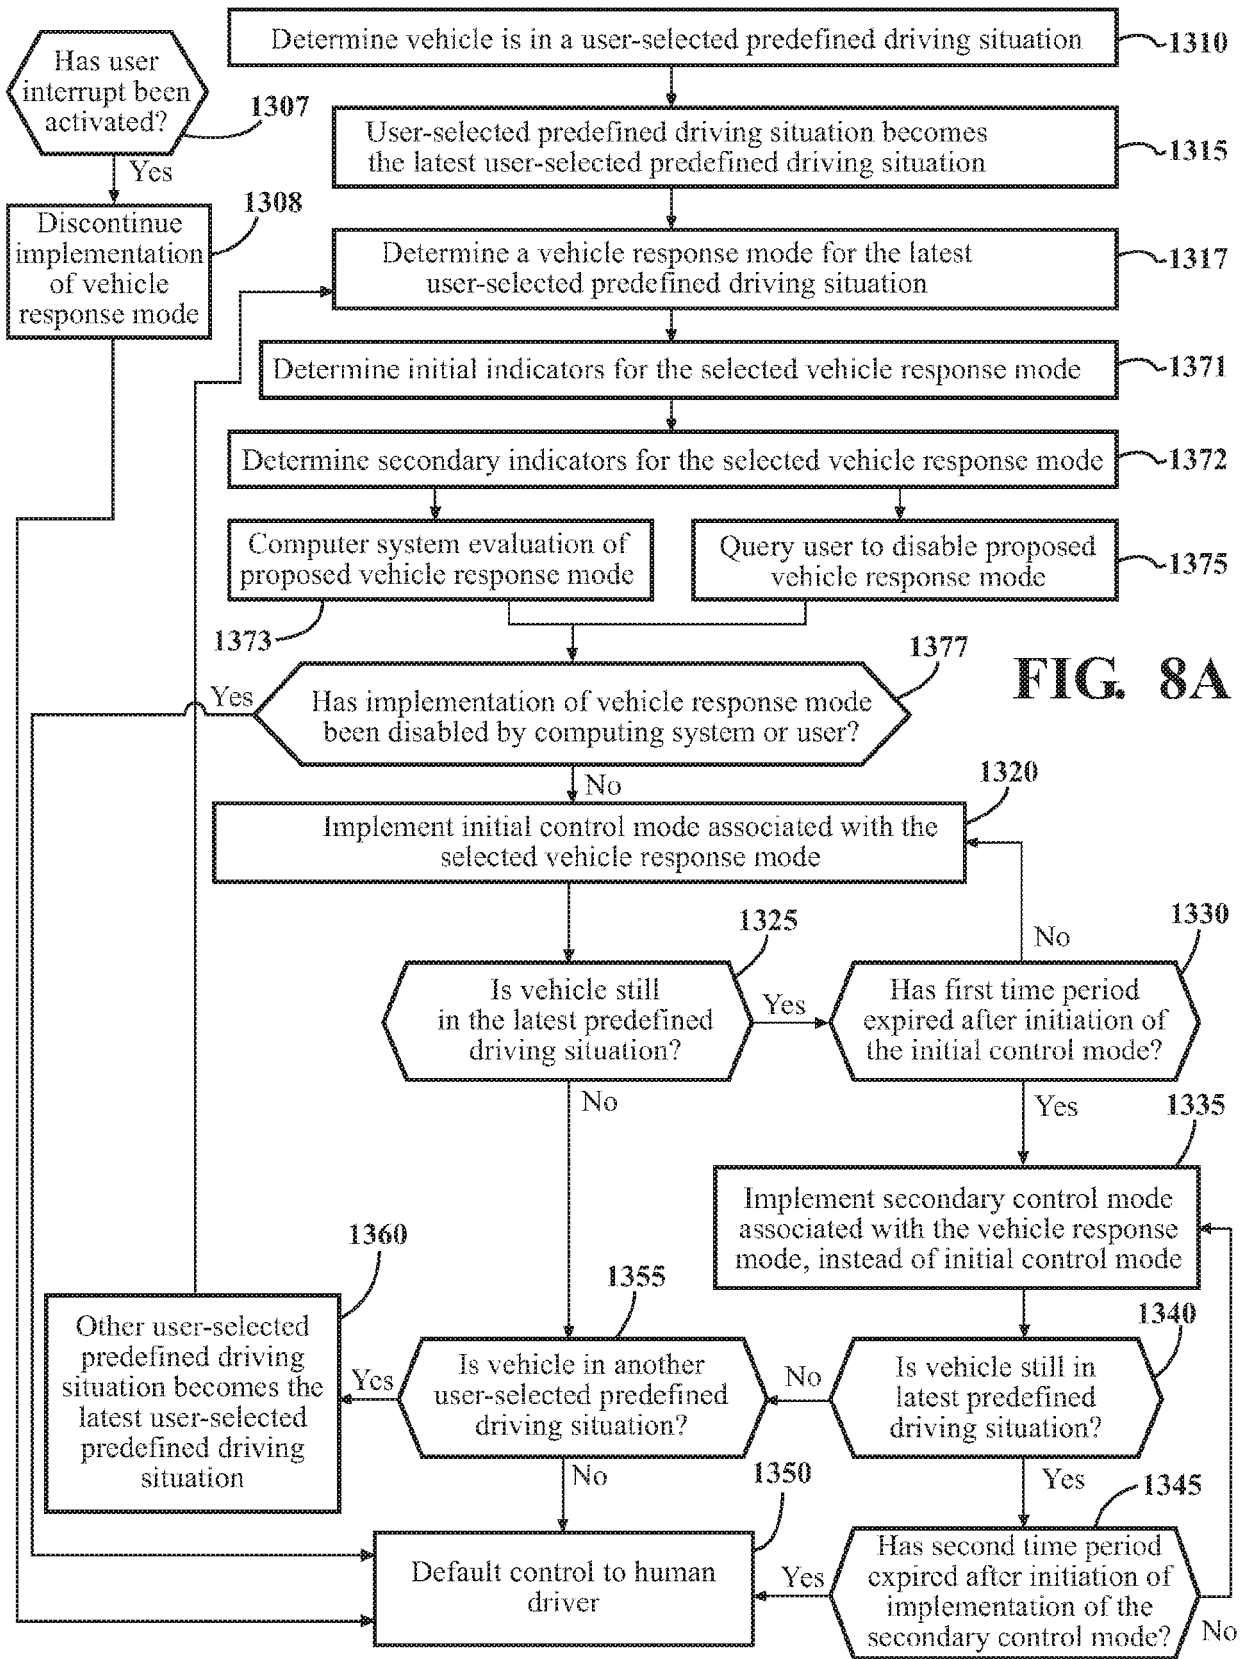 Determine vehicle is in a user-selected predefined driving situation
1310
Has user
interrupt been
activated?
1307
Yes
User-selected predefined driving situation becomes
the latest user-selected predefined driving situation
1315
Discontinue
implementation
of vehicle
response mode
1308
Determine a vehicle response mode for the latest
user-selected predefined driving situation
1317
Determine initial indicators for the selected vehicle response mode
1371
Determine secondary indicators for the selected vehicle response mode
1372
Computer system evaluation of
proposed vehicle response mode
1373
Query user to disable proposed
vehicle response mode
1375
FIG. 8A
1377
Yes
Has implementation of vehicle response mode
been disabled by computing system or user?
No
1320
Implement initial control mode associated with the
selected vehicle response mode
1325
Is vehicle still
in the latest predefined
driving situation?
Yes
No
1330
No
Has first time period
expired after initiation of
the initial control mode?
Yes
1335
Implement secondary control mode
associated with the vehicle response
mode, instead of initial control mode
1360
Other user-selected
predefined driving
situation becomes the
latest user-selected
predefined driving
situation
1355
Yes
Is vehicle in another
user-selected predefined
driving situation?
No
No
1340
Is vehicle still in
latest predefined
driving situation?
Yes
1350
Default control to human
driver
Yes
1345
Has second time period
expired after initiation of
implementation of the
secondary control mode?
No